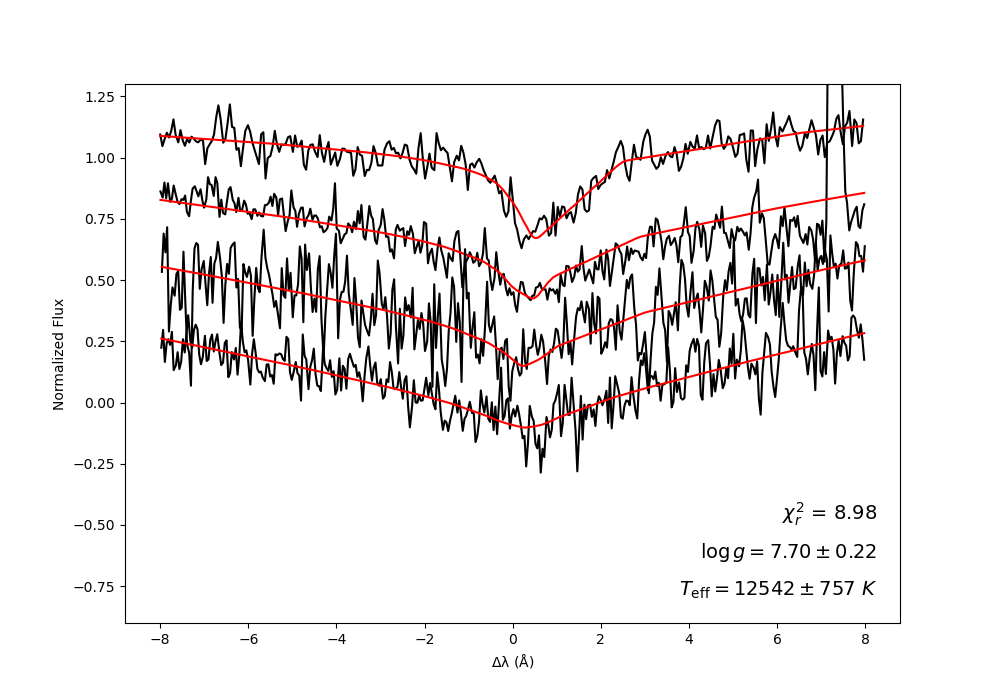 1.25
1.00
0.75
0.50
0.25
0.00
−0.25
−0.50
−0.75
Normalized Flux
χ²ᵣ = 8.98
log g = 7.70 ± 0.22
T_eff = 12542 ± 757 K
−8 −6 −4 −2 0 2 4 6 8
Δλ (Å)